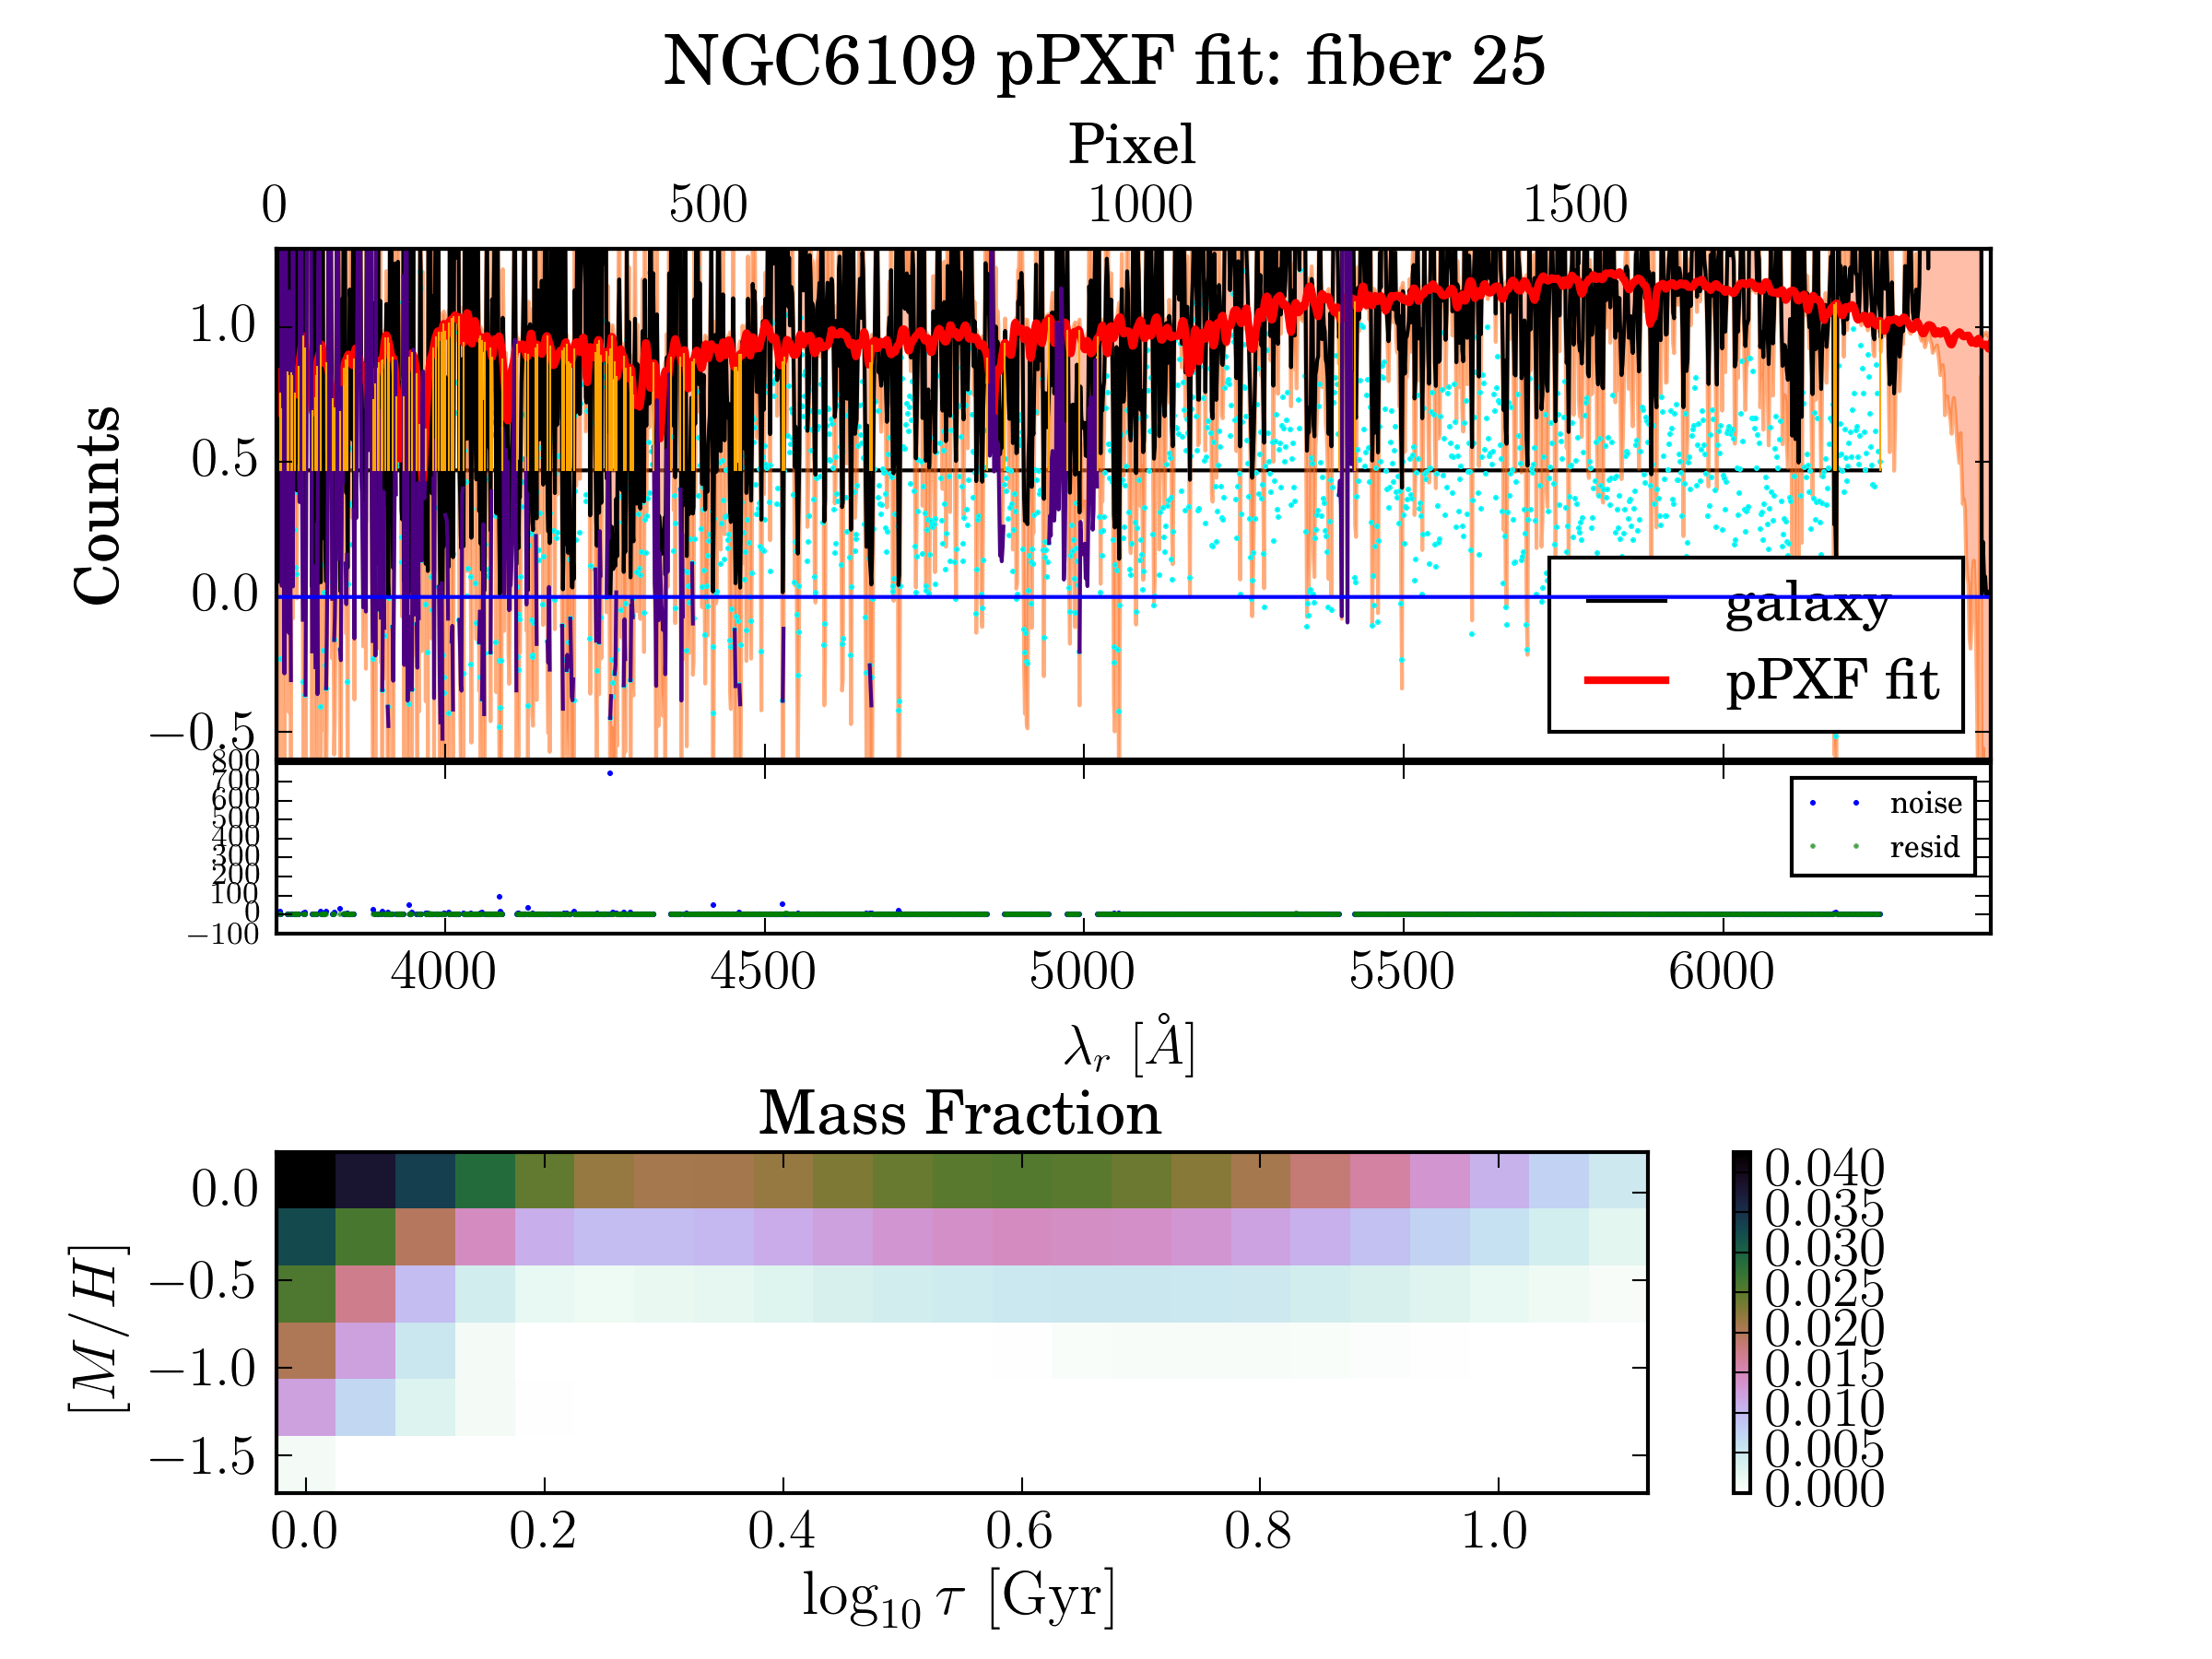 NGC6109 pPXF fit: fiber 25
Pixel
0 500 1000 1500
Counts
1.0
0.5
0.0
−0.5
galaxy
pPXF fit
800
700
600
500
400
300
200
100
0
−100
noise
resid
4000 4500 5000 5500 6000
λr [Å]
Mass Fraction
[M/H]
0.0
−0.5
−1.0
−1.5
0.0 0.2 0.4 0.6 0.8 1.0
log10 τ [Gyr]
0.040
0.035
0.030
0.025
0.020
0.015
0.010
0.005
0.000